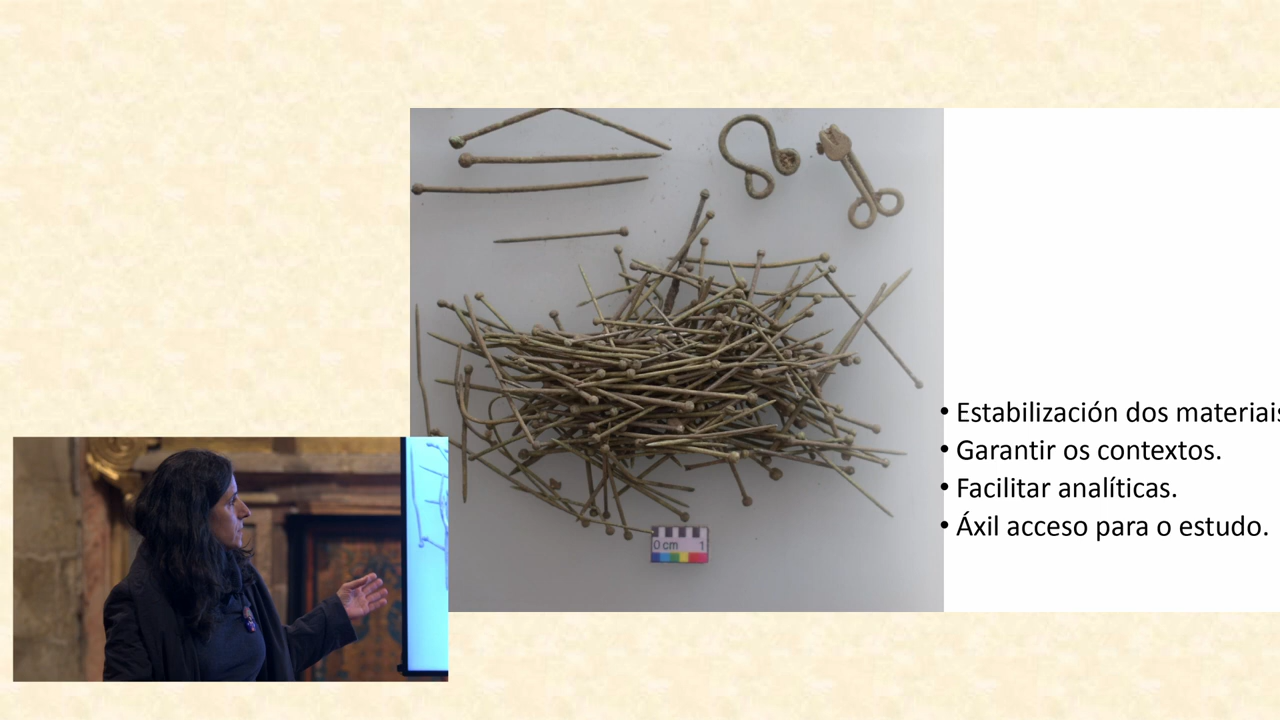 0 cm 1
• Estabilización dos materiais
• Garantir os contextos.
• Facilitar analíticas.
• Áxil acceso para o estudo.